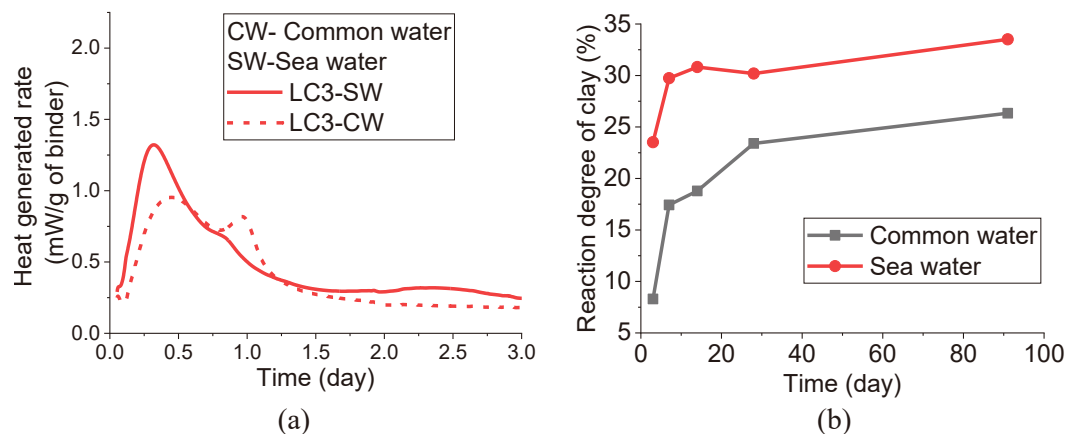 CW- Common water
SW-Sea water
LC3-SW
LC3-CW
Heat generated rate
(mW/g of binder)
2.0
1.5
1.0
0.5
0.0
0.0 0.5 1.0 1.5 2.0 2.5 3.0
Time (day)
(a)
Reaction degree of clay (%)
40
35
30
25
20
15
10
5
Common water
Sea water
0 20 40 60 80 100
Time (day)
(b)